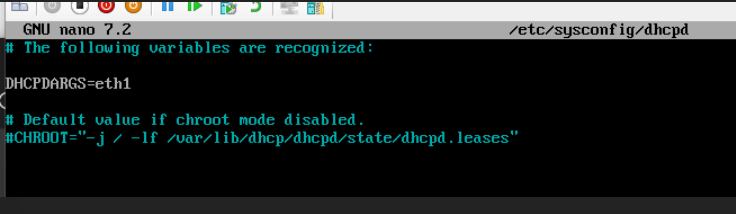 GNU nano 7.2 /etc/sysconfig/dhcpd
# The following variables are recognized:
DHCPDARGS=eth1
# Default value if chroot mode disabled.
#CHROOT="-j / -lf /var/lib/dhcp/dhcpd/state/dhcpd.leases"